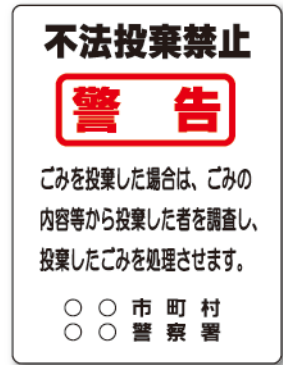 不法投棄禁止
警告
ごみを投棄した場合は、ごみの
内容等から投棄した者を調査し、
投棄したごみを処理させます。
○○市町村
○○警察署